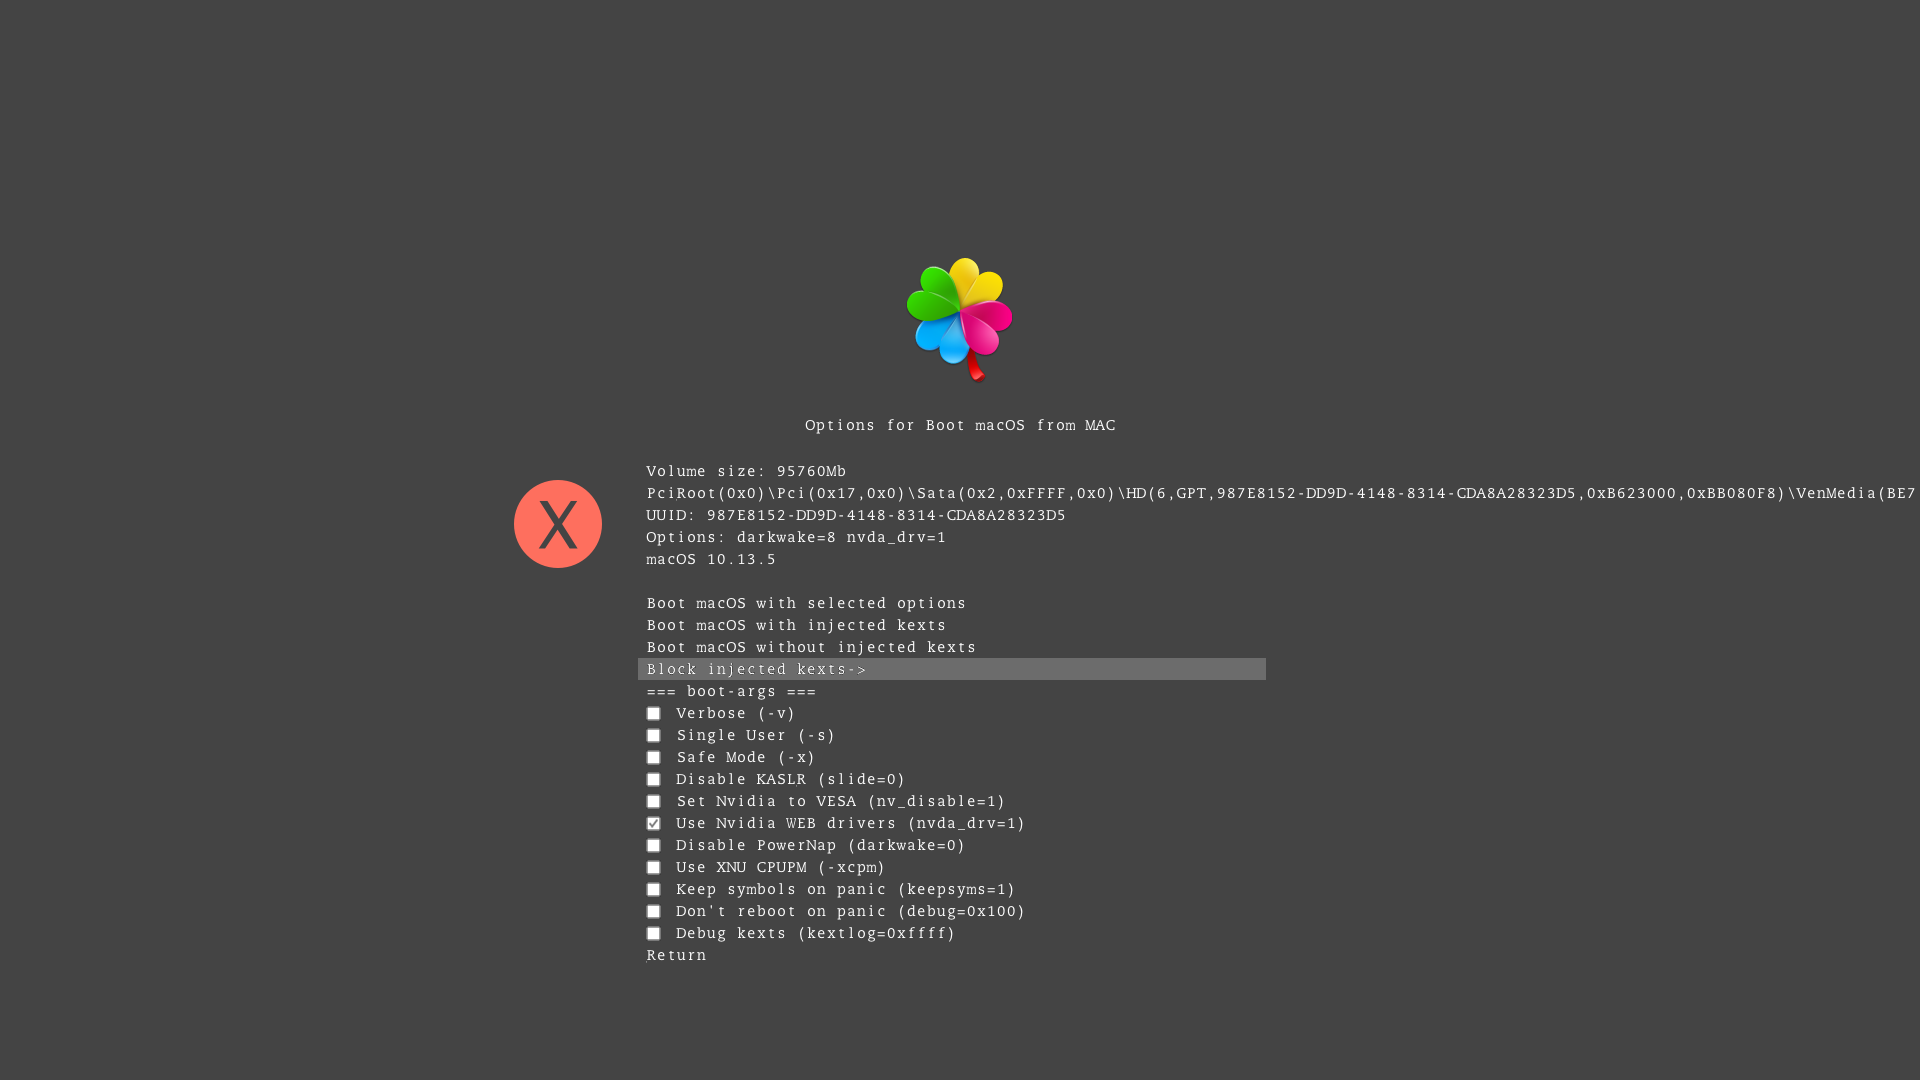 Options for Boot macOS from MAC
Volume size: 95760Mb
PciRoot(0x0)\Pci(0x17,0x0)\Sata(0x2,0xFFFF,0x0)\HD(6,GPT,987E8152-DD9D-4148-8314-CDA8A28323D5,0xB623000,0xBB080F8)\VenMedia(BE7
X
UUID: 987E8152-DD9D-4148-8314-CDA8A28323D5
Options: darkwake=8 nvda_drv=1
macOS 10.13.5
Boot macOS with selected options
Boot macOS with injected kexts
Boot macOS without injected kexts
Block injected kexts->
=== boot-args ===
Verbose (-v)
Single User (-s)
Safe Mode (-x)
Disable KASLR (slide=0)
Set Nvidia to VESA (nv_disable=1)
Use Nvidia WEB drivers (nvda_drv=1)
Disable PowerNap (darkwake=0)
Use XNU CPUPM (-xcpm)
Keep symbols on panic (keepsyms=1)
Don't reboot on panic (debug=0x100)
Debug kexts (kextlog=0xffff)
Return